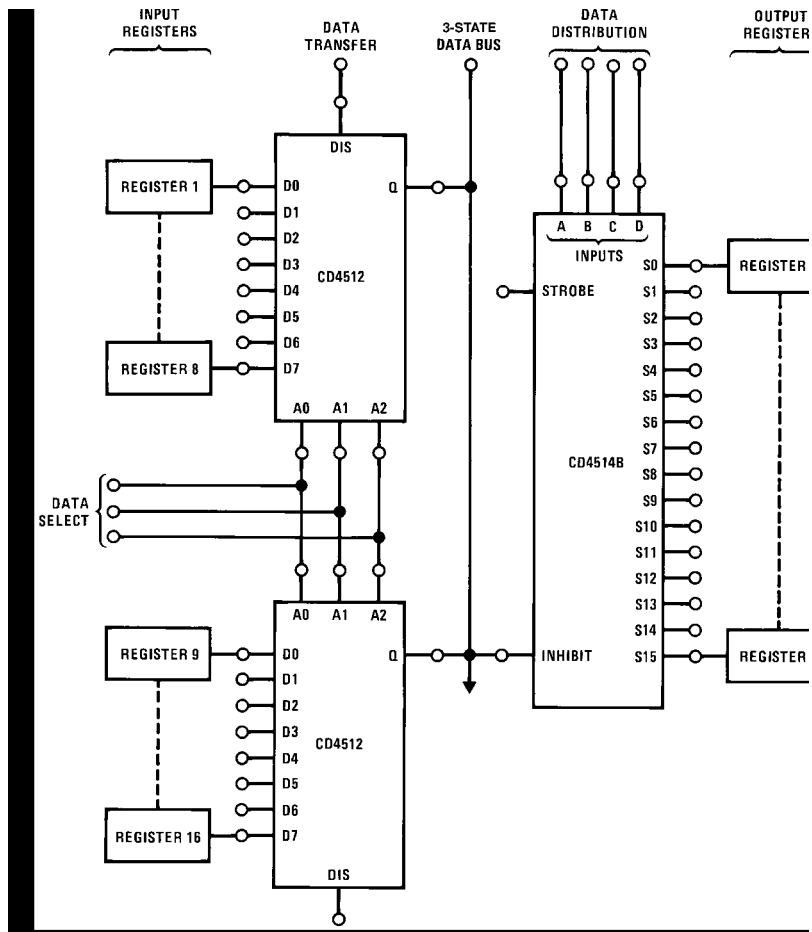 INPUT
REGISTERS
DATA
TRANSFER
3-STATE
DATA BUS
DATA
DISTRIBUTION
OUTPUT
REGISTER
DIS
REGISTER 1
REGISTER 8
D0
D1
D2
D3
D4
D5
D6
D7
Q
CD4512
A0 A1 A2
A B C D
INPUTS
STROBE
CD4514B
INHIBIT
S0
S1
S2
S3
S4
S5
S6
S7
S8
S9
S10
S11
S12
S13
S14
S15
REGISTER
REGISTER
DATA
SELECT
A0 A1 A2
REGISTER 9
REGISTER 16
D0
D1
D2
D3
D4
D5
D6
D7
Q
CD4512
DIS